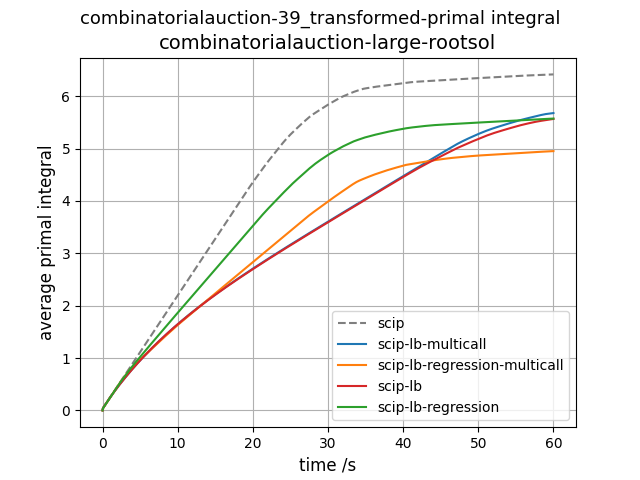 combinatorialauction-39_transformed-primal integral
combinatorialauction-large-rootsol
average primal integral
6
5
4
3
2
1
0
scip
scip-lb-multicall
scip-lb-regression-multicall
scip-lb
scip-lb-regression
0 10 20 30 40 50 60
time /s